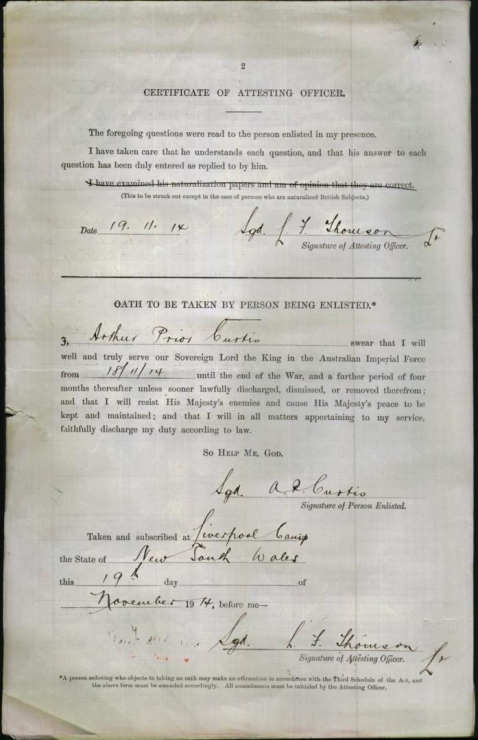 2
CERTIFICATE OF ATTESTING OFFICER.
The foregoing questions were read to the person enlisted in my presence.
I have taken care that he understands each question, and that his answer to each
question has been duly entered as replied to by him.
I have examined his naturalization papers and am of opinion that they are correct.
(This to be struck out except in the case of persons who are naturalized British Subjects.)
Date 19. 11. 14 Sgd. L F. Thomson Lt
Signature of Attesting Officer.
OATH TO BE TAKEN BY PERSON BEING ENLISTED.*
I, Arthur Prior Curtis swear that I will
well and truly serve our Sovereign Lord the King in the Australian Imperial Force
from 18/11/14 until the end of the War, and a further period of four
months thereafter unless sooner lawfully discharged, dismissed, or removed therefrom;
and that I will resist His Majesty's enemies and cause His Majesty's peace to be
kept and maintained; and that I will in all matters appertaining to my service,
faithfully discharge my duty according to law.
SO HELP ME, GOD.
Sgd. A P Curtis
Signature of Person Enlisted.
Taken and subscribed at Liverpool Camp
the State of New South Wales
this 19th day of
November 1914, before me—
Sgd. L F Thomson Lt
Signature of Attesting Officer.
*A person enlisting who objects to taking an oath may make an affirmation in accordance with the Third Schedule of the Act, and
the above form must be amended accordingly. All amendments must be initialed by the Attesting Officer.